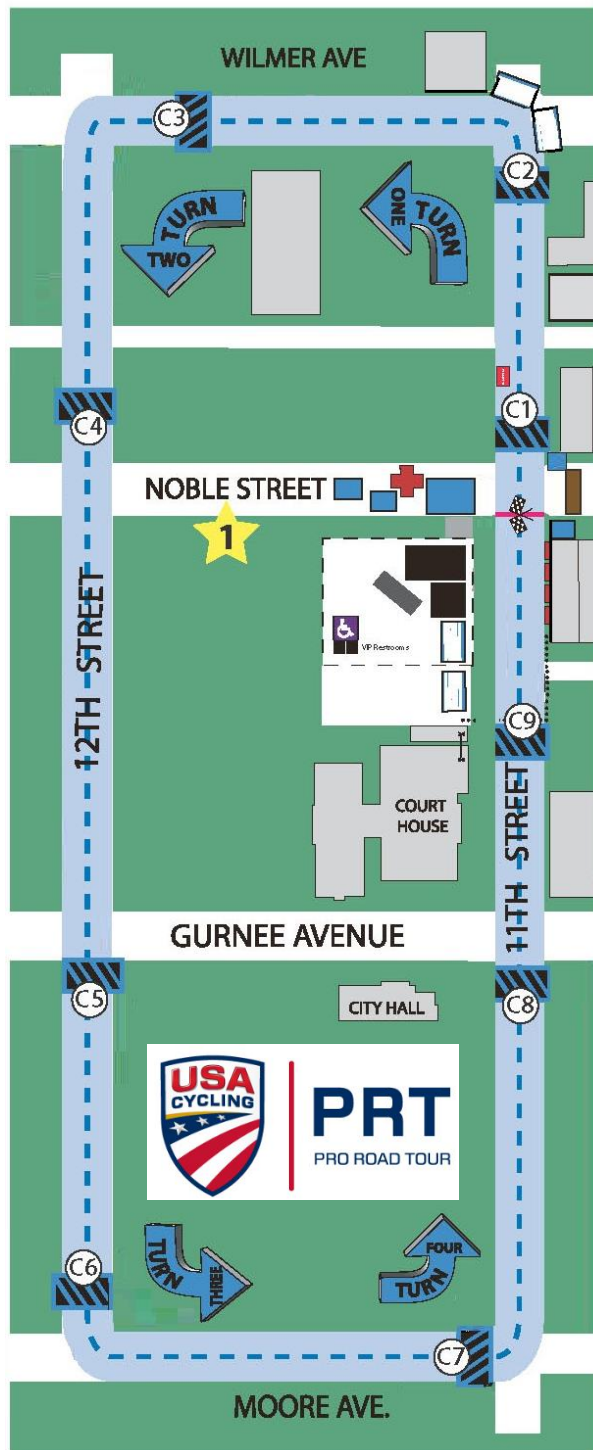 WILMER AVE
C3
C2
TURN
TWO
TURN
ONE
C1
C4
NOBLE STREET
1
12TH STREET
VIP Restrooms
C9
COURT
HOUSE
11TH STREET
GURNEE AVENUE
C5
C8
CITY HALL
USA
CYCLING
PRT
PRO ROAD TOUR
TURN
THREE
TURN
FOUR
C6
C7
MOORE AVE.